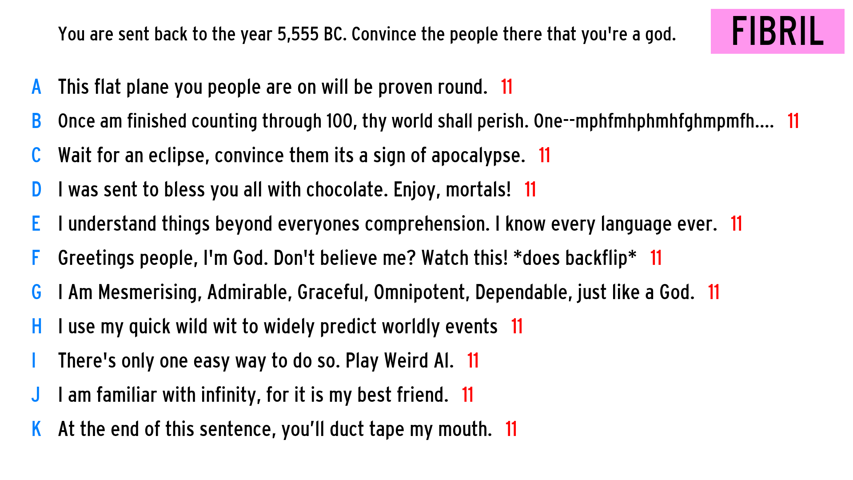 You are sent back to the year 5,555 BC. Convince the people there that you're a god.
FIBRIL
A This flat plane you people are on will be proven round. 11
B Once am finished counting through 100, thy world shall perish. One--mphfmhphmhfghmpmfh.... 11
C Wait for an eclipse, convince them its a sign of apocalypse. 11
D I was sent to bless you all with chocolate. Enjoy, mortals! 11
E I understand things beyond everyones comprehension. I know every language ever. 11
F Greetings people, I'm God. Don't believe me? Watch this! *does backflip* 11
G I Am Mesmerising, Admirable, Graceful, Omnipotent, Dependable, just like a God. 11
H I use my quick wild wit to widely predict worldly events 11
I There's only one easy way to do so. Play Weird Al. 11
J I am familiar with infinity, for it is my best friend. 11
K At the end of this sentence, you’ll duct tape my mouth. 11